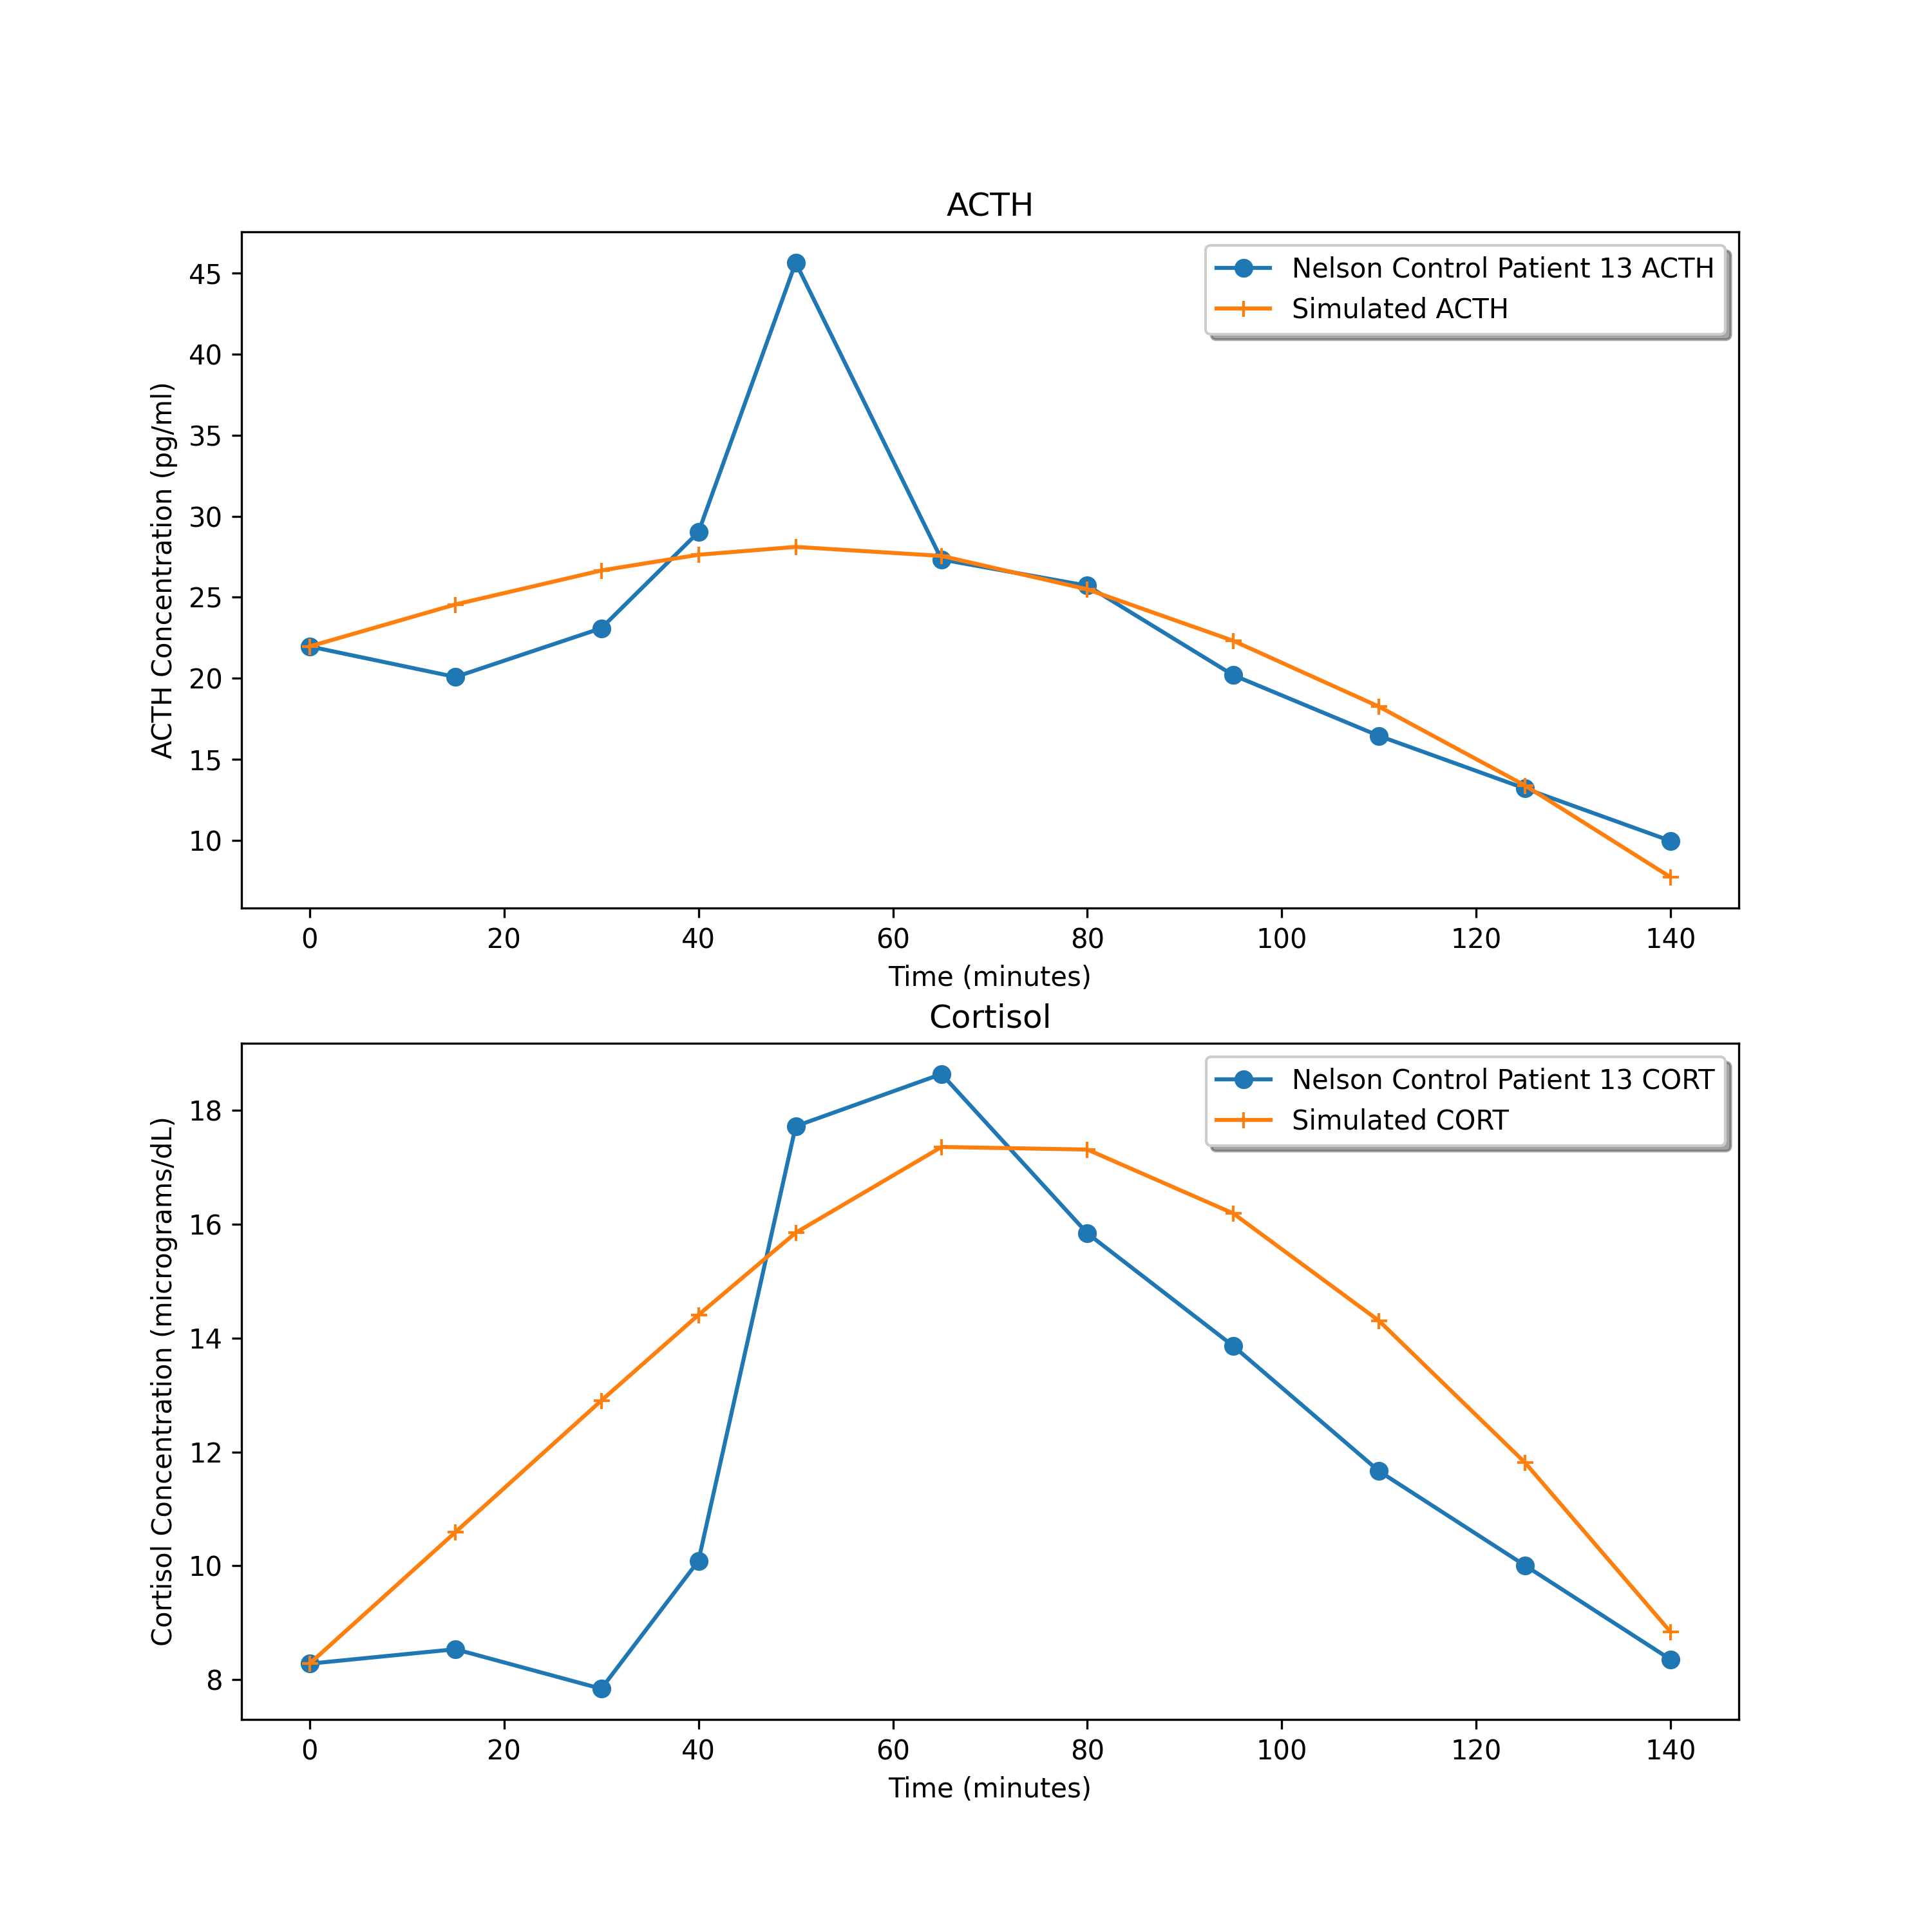 ACTH
Nelson Control Patient 13 ACTH
Simulated ACTH
ACTH Concentration (pg/ml)
45
40
35
30
25
20
15
10
0 20 40 60 80 100 120 140
Time (minutes)
Cortisol
Nelson Control Patient 13 CORT
Simulated CORT
Cortisol Concentration (micrograms/dL)
18
16
14
12
10
8
0 20 40 60 80 100 120 140
Time (minutes)